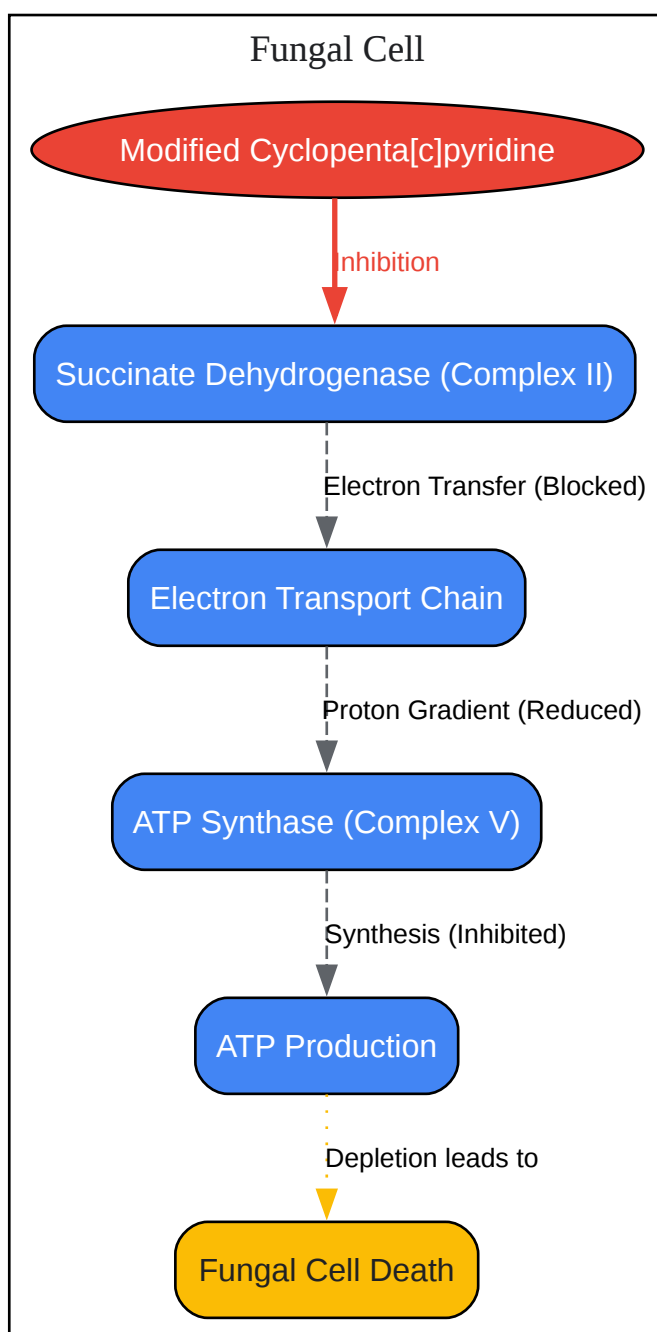 Fungal Cell
Modified Cyclopenta[c]pyridine
Inhibition
Succinate Dehydrogenase (Complex II)
Electron Transfer (Blocked)
Electron Transport Chain
Proton Gradient (Reduced)
ATP Synthase (Complex V)
Synthesis (Inhibited)
ATP Production
Depletion leads to
Fungal Cell Death